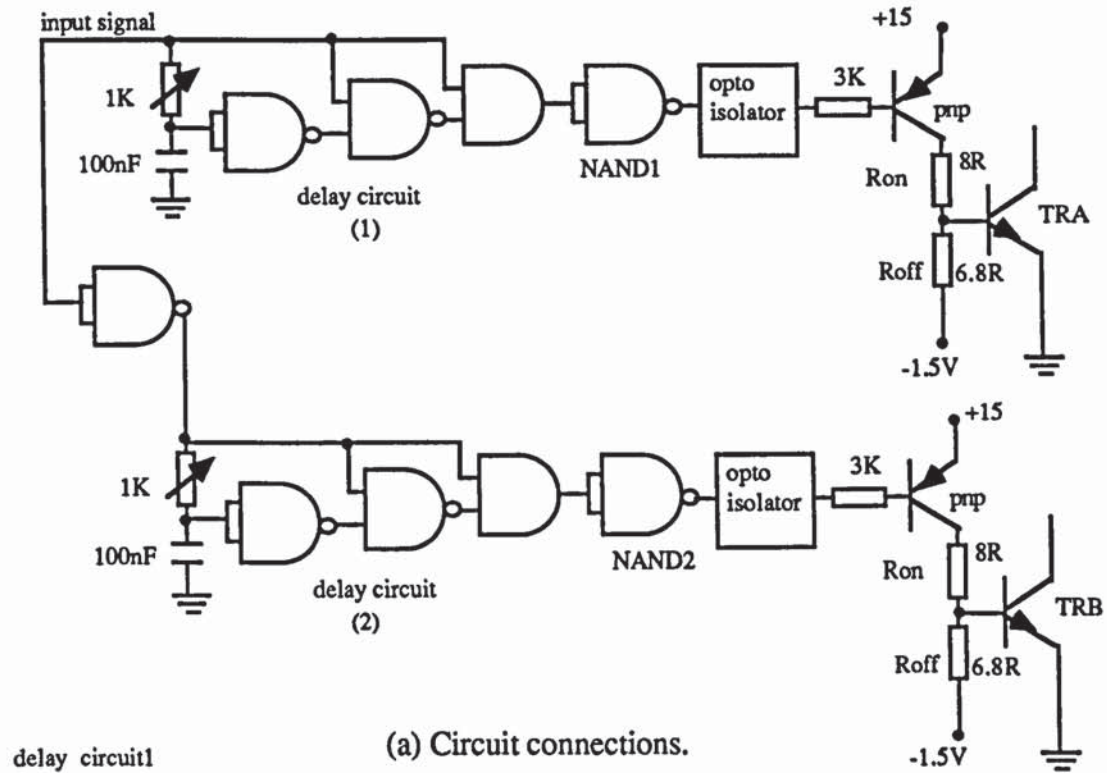 input signal
+15
1K
opto
isolator
3K
pnp
100nF
NAND1
8R
Ron
delay circuit
(1)
TRA
Roff
6.8R
-1.5V
+15
1K
opto
isolator
3K
pnp
100nF
NAND2
8R
Ron
delay circuit
(2)
TRB
Roff
6.8R
-1.5V
delay circuit1
(a) Circuit connections.